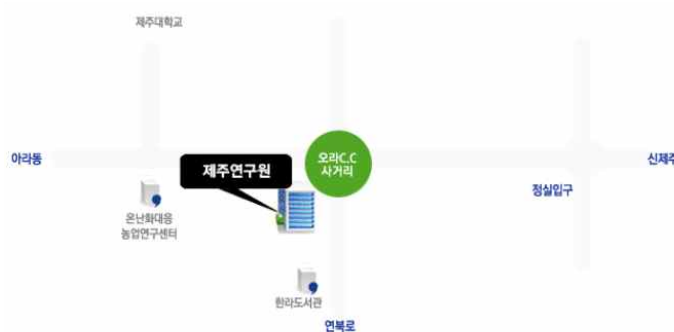 제주대학교
아라동
제주연구원
오라C.C
사거리
신제주
정실입구
온난화대응
농업연구센터
한라도서관
연북로